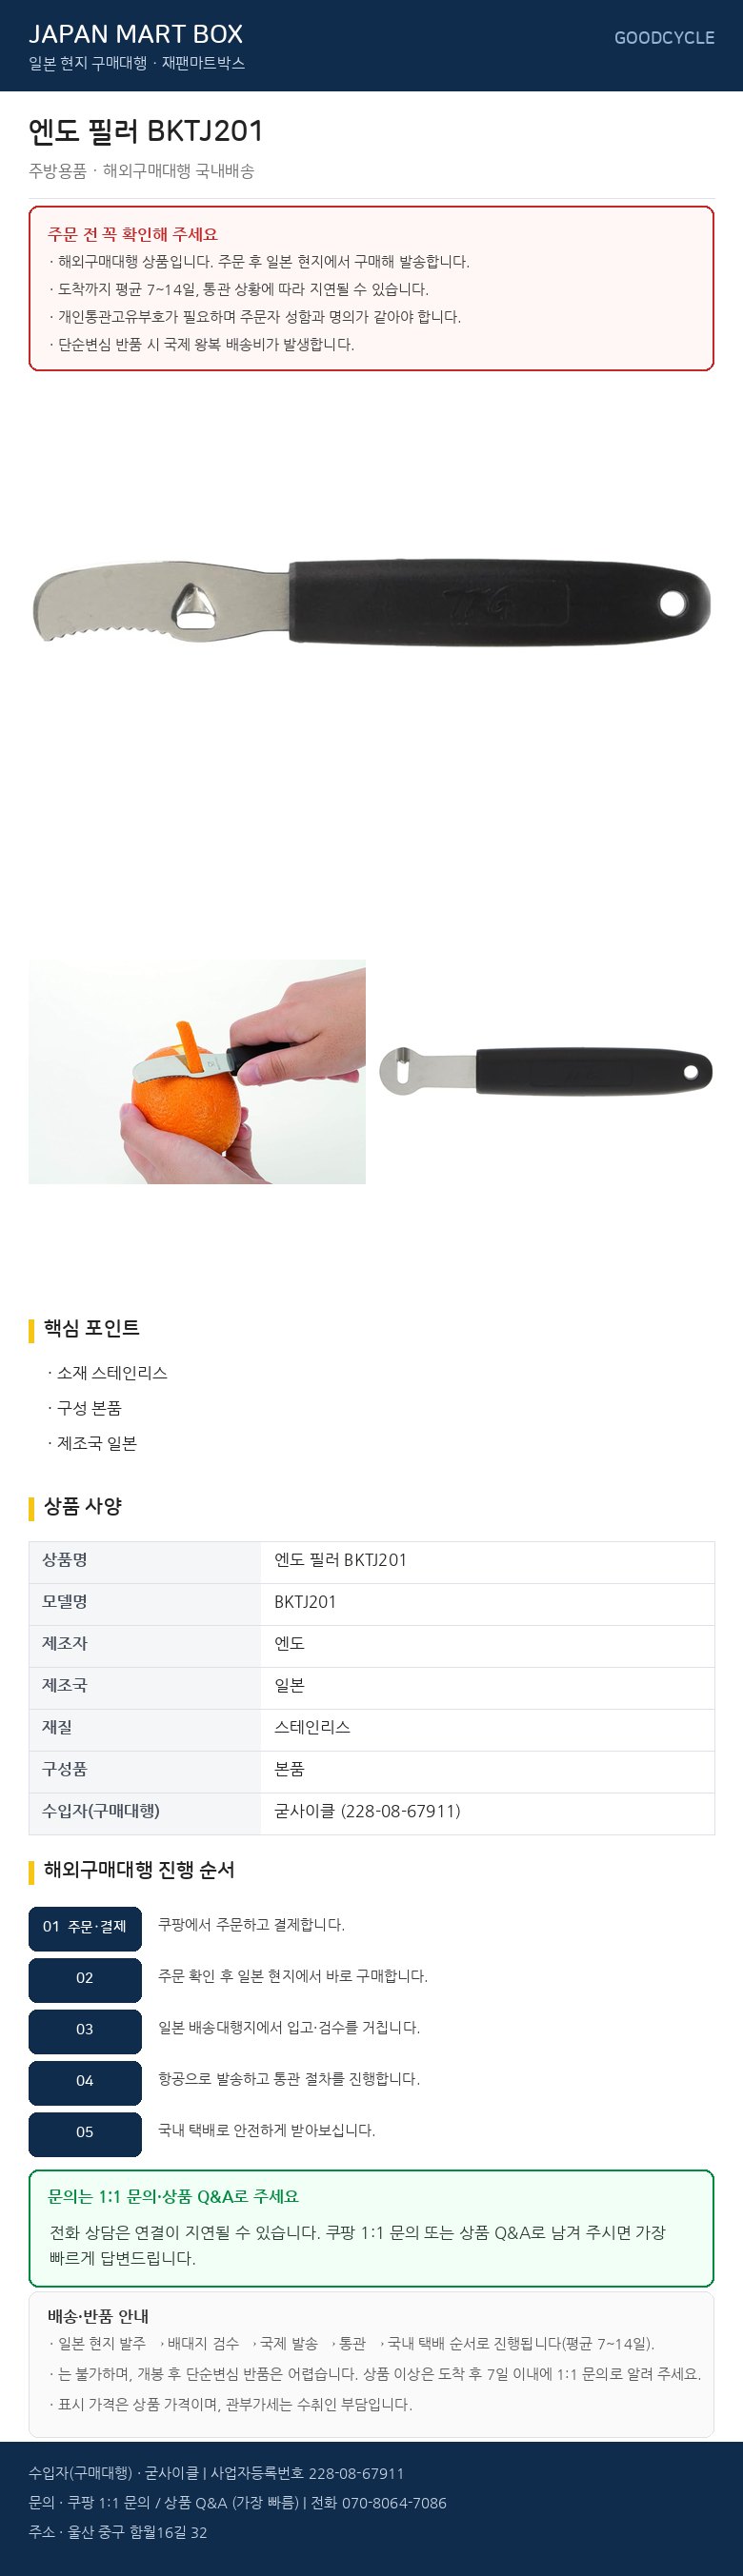 JAPAN MART BOX
일본 현지 구매대행 · 재팬마트박스
GOODCYCLE
엔도 필러 BKTJ201
주방용품 · 해외구매대행 국내배송
주문 전 꼭 확인해 주세요
· 해외구매대행 상품입니다. 주문 후 일본 현지에서 구매해 발송합니다.
· 도착까지 평균 7~14일, 통관 상황에 따라 지연될 수 있습니다.
· 개인통관고유부호가 필요하며 주문자 성함과 명의가 같아야 합니다.
· 단순변심 반품 시 국제 왕복 배송비가 발생합니다.
핵심 포인트
· 소재 스테인리스
· 구성 본품
· 제조국 일본
상품 사양
상품명 엔도 필러 BKTJ201
모델명 BKTJ201
제조자 엔도
제조국 일본
재질 스테인리스
구성품 본품
수입자(구매대행) 굳사이클 (228-08-67911)
해외구매대행 진행 순서
01 주문·결제 쿠팡에서 주문하고 결제합니다.
02 주문 확인 후 일본 현지에서 바로 구매합니다.
03 일본 배송대행지에서 입고·검수를 거칩니다.
04 항공으로 발송하고 통관 절차를 진행합니다.
05 국내 택배로 안전하게 받아보십니다.
문의는 1:1 문의·상품 Q&A로 주세요
전화 상담은 연결이 지연될 수 있습니다. 쿠팡 1:1 문의 또는 상품 Q&A로 남겨 주시면 가장
빠르게 답변드립니다.
배송·반품 안내
· 일본 현지 발주 › 배대지 검수 › 국제 발송 › 통관 › 국내 택배 순서로 진행됩니다(평균 7~14일).
· 는 불가하며, 개봉 후 단순변심 반품은 어렵습니다. 상품 이상은 도착 후 7일 이내에 1:1 문의로 알려 주세요.
· 표시 가격은 상품 가격이며, 관부가세는 수취인 부담입니다.
수입자(구매대행) · 굳사이클 | 사업자등록번호 228-08-67911
문의 · 쿠팡 1:1 문의 / 상품 Q&A (가장 빠름) | 전화 070-8064-7086
주소 · 울산 중구 함월16길 32